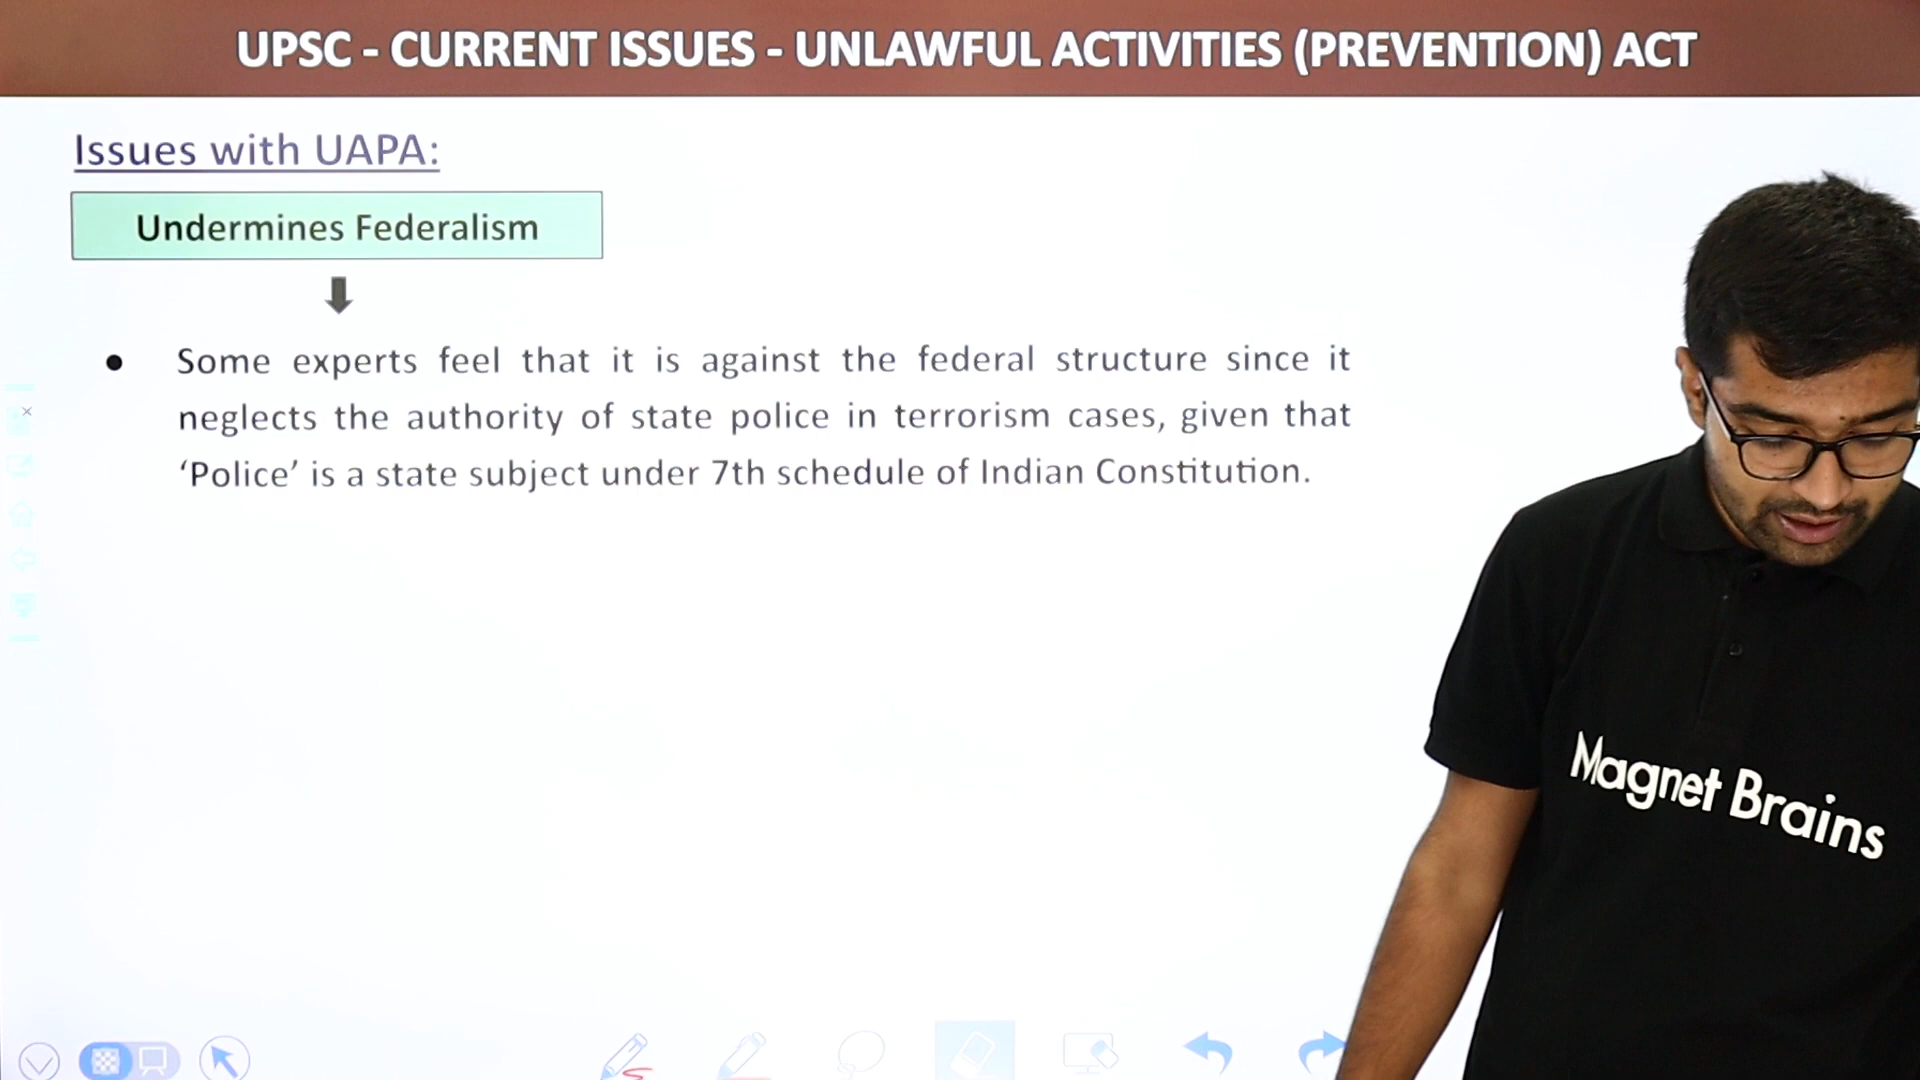 UPSC - CURRENT ISSUES - UNLAWFUL ACTIVITIES (PREVENTION) ACT
Issues with UAPA:
Undermines Federalism
● Some experts feel that it is against the federal structure since it
neglects the authority of state police in terrorism cases, given that
‘Police’ is a state subject under 7th schedule of Indian Constitution.
Magnet Brains